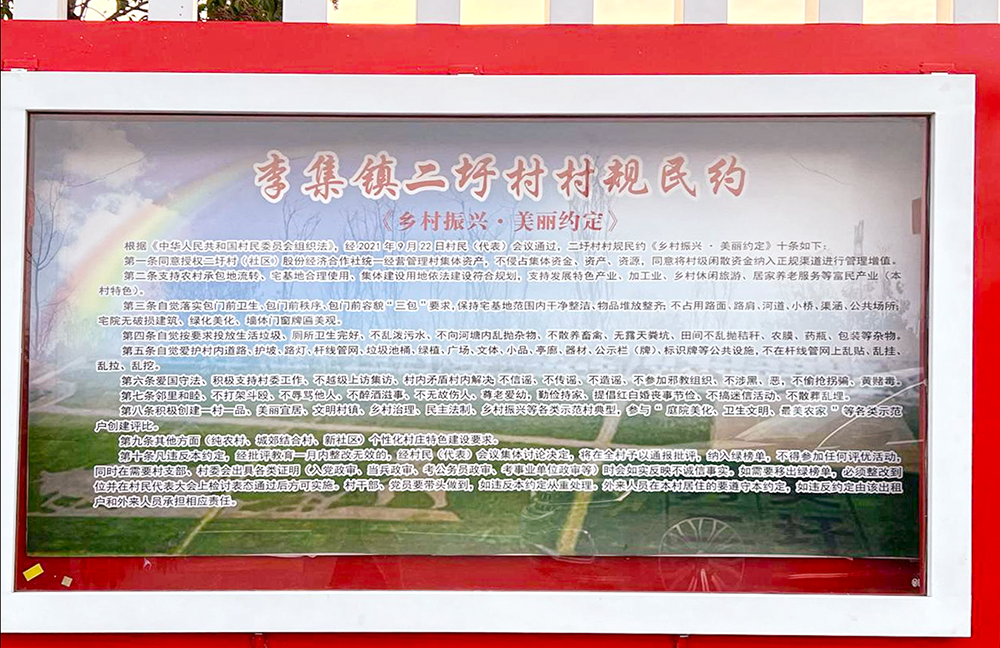 李集镇二圩村村规民约
《乡村振兴·美丽约定》
根据《中华人民共和国村民委员会组织法》，经2021年9月22日村民（代表）会议通过，二圩村村规民约《乡村振兴·美丽约定》十条如下：
第一条同意授权二圩村（社区）股份经济合作社统一经营管理村集体资产，不侵占集体资金、资产、资源，同意将村级闲散资金纳入正规渠道进行管理增值。
第二条支持农村承包地流转、宅基地合理使用、集体建设用地依法建设符合规划，支持发展特色产业、加工业、乡村休闲旅游、居家养老服务等富民产业（本
村特色）。
第三条自觉落实包门前卫生、包门前秩序、包门前容貌“三包”要求,保持宅基地范围内干净整洁、物品堆放整齐,不占用路面、路肩、河道、小桥、渠涵、公共场所,
宅院无破损建筑、绿化美化、墙体门窗牌匾美观。
第四条自觉按要求投放生活垃圾、厕所卫生完好、不乱泼污水、不向河塘内乱抛杂物、不散养畜禽、无露天粪坑、田间不乱抛秸秆、农膜、药瓶、包装等杂物。
第五条自觉爱护村内道路、护坡、路灯、杆线管网、垃圾池桶、绿植、广场、文体、小品、亭廊、器材、公示栏（牌）、标识牌等公共设施，不在杆线管网上乱贴、乱挂、
乱拉、乱挖。
第六条爱国守法、积极支持村委工作、不越级上访集访、村内矛盾村内解决,不信谣、不传谣、不造谣、不参加邪教组织、不涉黑、恶，不偷抢拐骗、黄赌毒。
第七条邻里和睦、不打架斗殴、不辱骂他人、不醉酒滋事、不无故伤人、尊老爱幼，勤俭持家、提倡红白婚丧事节俭、不搞迷信活动、不散葬乱埋。
第八条积极创建一村一品、美丽宜居、文明村镇、乡村治理、民主法制、乡村振兴等各类示范村典型，参与“庭院美化、卫生文明、最美农家”等各类示范
户创建评比。
第九条其他方面（纯农村、城郊结合村、新社区）个性化村庄特色建设要求。
第十条凡违反本约定，经批评教育一月内整改无效的，经村民（代表）会议集体讨论决定，将在全村予以通报批评，纳入绿榜单，不得参加任何评优活动，
同时在需要村支部、村委会出具各类证明（入党政审、当兵政审、考公务员政审、考事业单位政审等）时会如实反映不诚信事实，如需要移出绿榜单，必须整改到
位并在村民代表大会上检讨表态通过后方可实施。村干部、党员要带头做到，如违反本约定从重处理。外来人员在本村居住的要遵守本约定，如违反约定由该出租
户和外来人员承担相应责任。